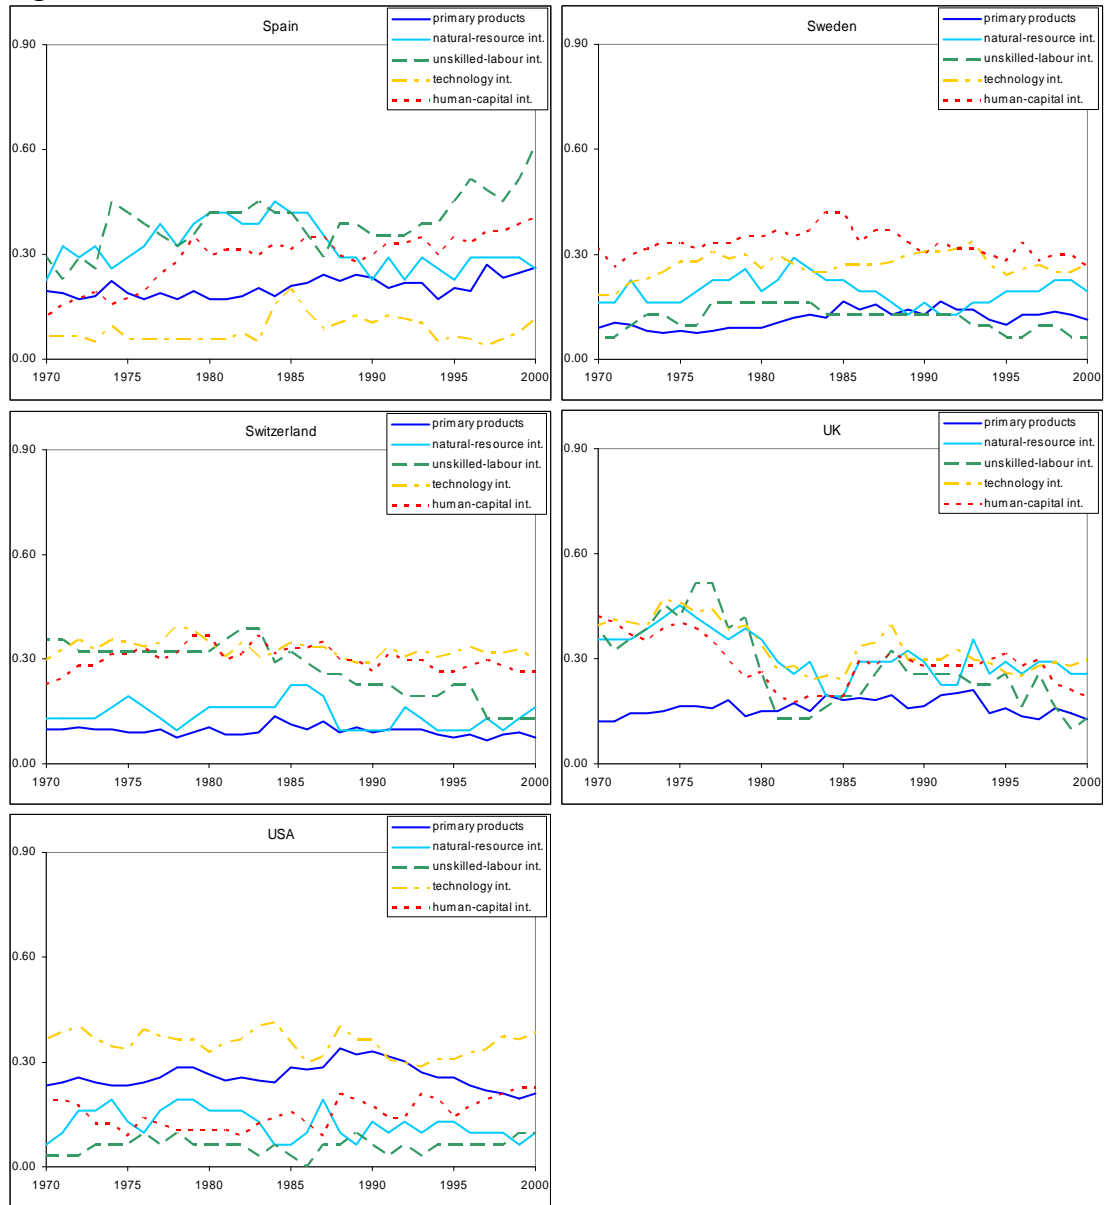 Spain
primary products
natural-resource int.
unskilled-labour int.
technology int.
human-capital int.
0.90
0.60
0.30
0.00
1970 1975 1980 1985 1990 1995 2000
Sweden
primary products
natural-resource int.
unskilled-labour int.
technology int.
human-capital int.
0.90
0.60
0.30
0.00
1970 1975 1980 1985 1990 1995 2000
Switzerland
primary products
natural-resource int.
unskilled-labour int.
technology int.
human-capital int.
0.90
0.60
0.30
0.00
1970 1975 1980 1985 1990 1995 2000
UK
primary products
natural-resource int.
unskilled-labour int.
technology int.
human-capital int.
0.90
0.60
0.30
0.00
1970 1975 1980 1985 1990 1995 2000
USA
primary products
natural-resource int.
unskilled-labour int.
technology int.
human-capital int.
0.90
0.60
0.30
0.00
1970 1975 1980 1985 1990 1995 2000